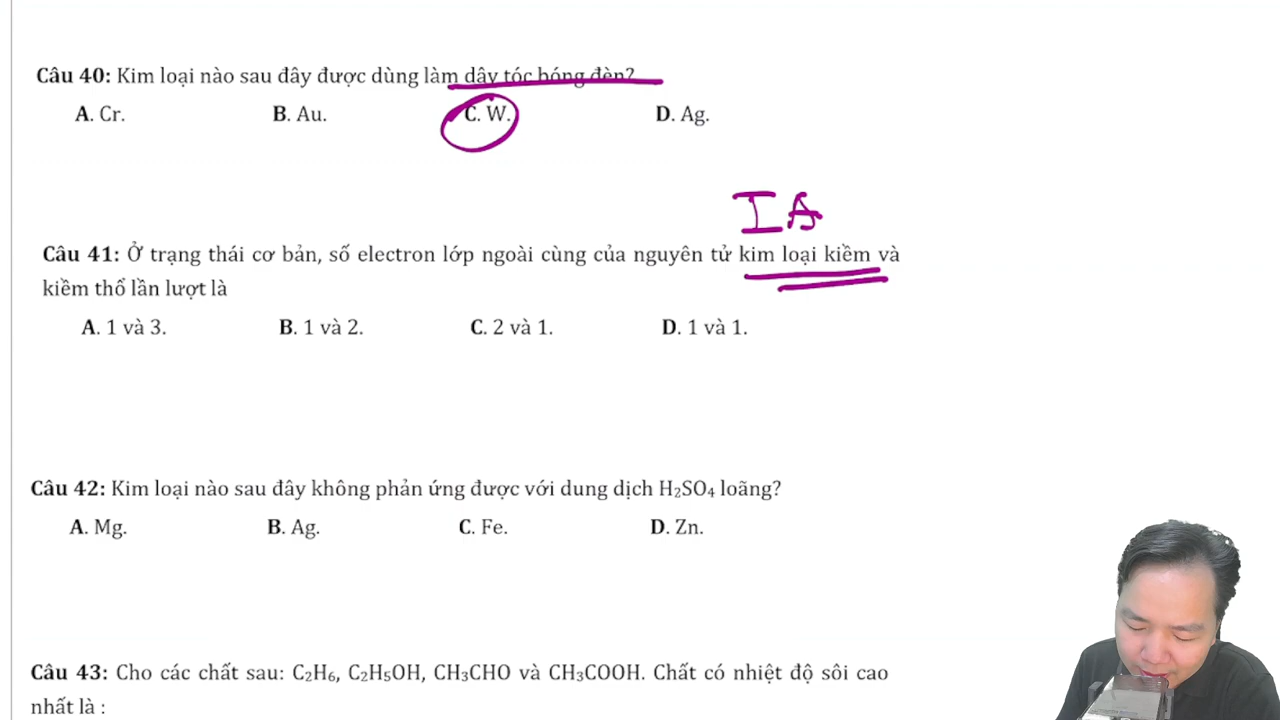 Câu 40: Kim loại nào sau đây được dùng làm dây tóc bóng đèn?
A. Cr. B. Au. C. W. D. Ag.
IA
Câu 41: Ở trạng thái cơ bản, số electron lớp ngoài cùng của nguyên tử kim loại kiềm và
kiềm thổ lần lượt là
A. 1 và 3. B. 1 và 2. C. 2 và 1. D. 1 và 1.
Câu 42: Kim loại nào sau đây không phản ứng được với dung dịch H₂SO₄ loãng?
A. Mg. B. Ag. C. Fe. D. Zn.
Câu 43: Cho các chất sau: C₂H₆, C₂H₅OH, CH₃CHO và CH₃COOH. Chất có nhiệt độ sôi cao
nhất là :